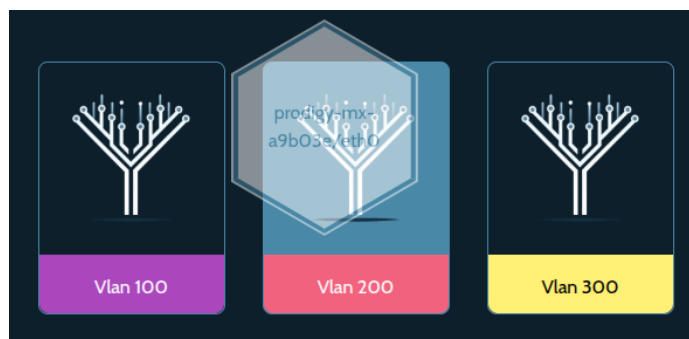 prodigy-mx-
a9b03e/eth0
Vlan 100
Vlan 200
Vlan 300